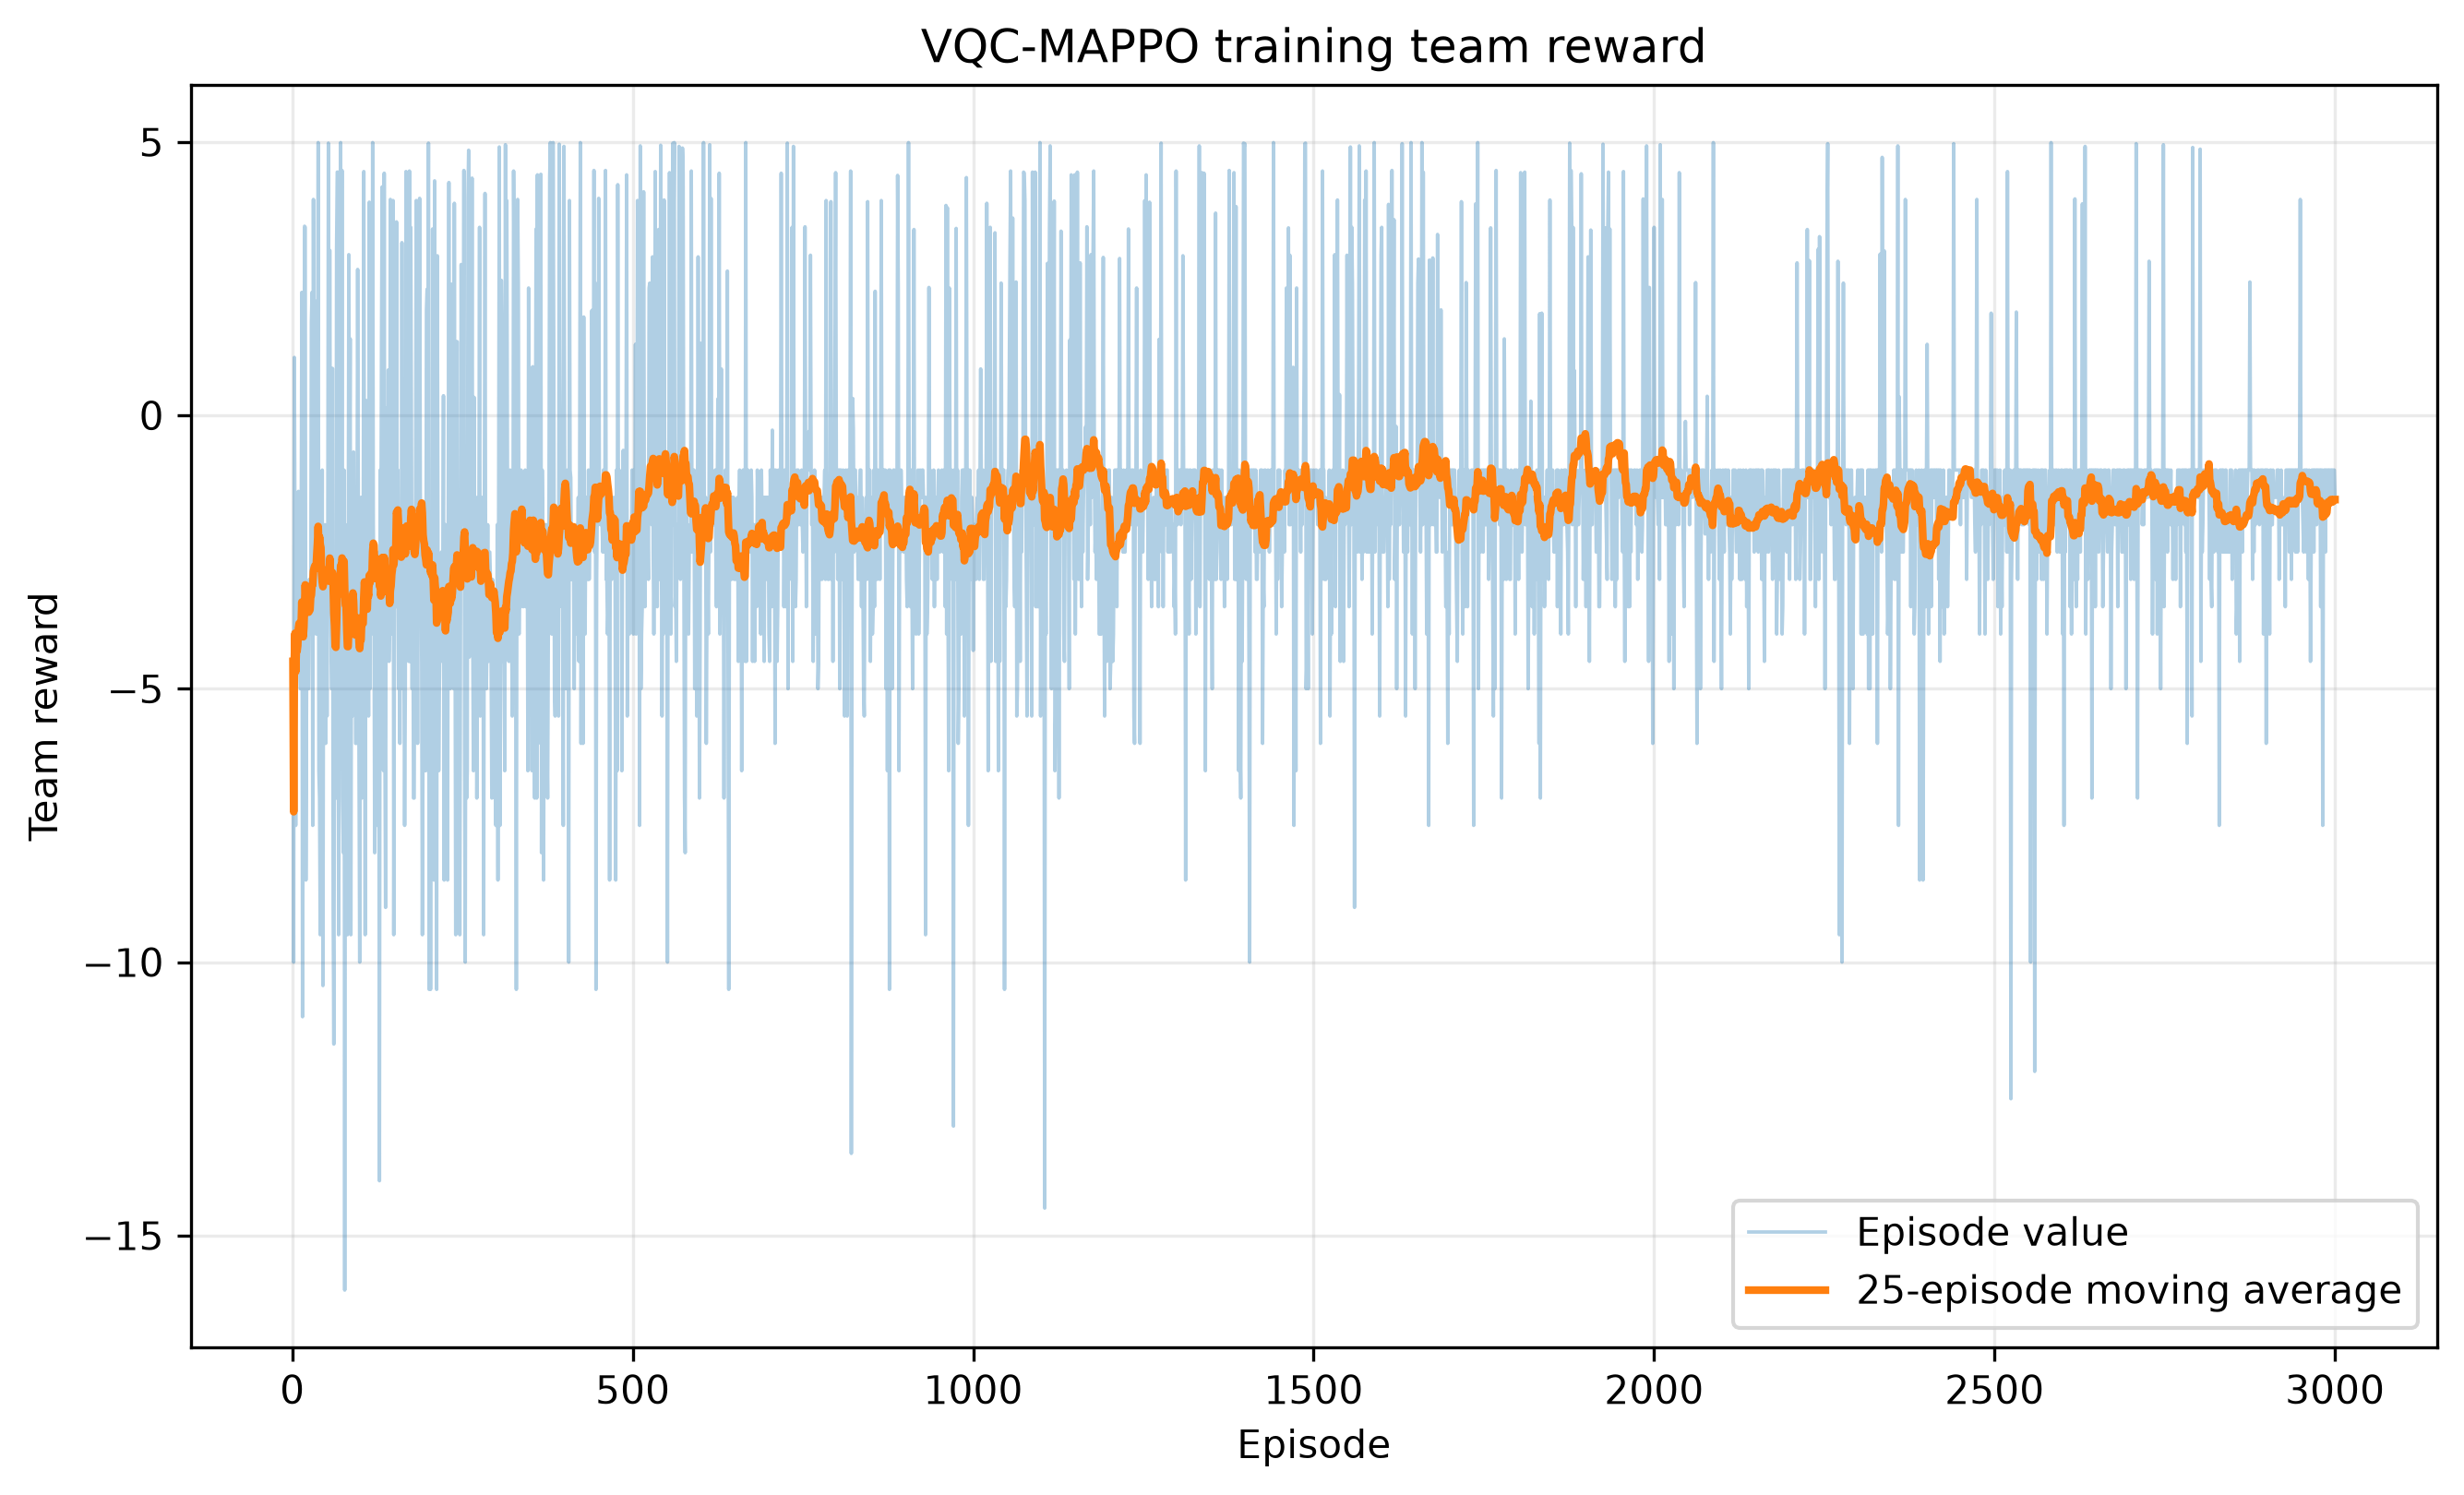 VQC-MAPPO training team reward
Team reward
5
0
−5
−10
−15
Episode value
25-episode moving average
0 500 1000 1500 2000 2500 3000
Episode